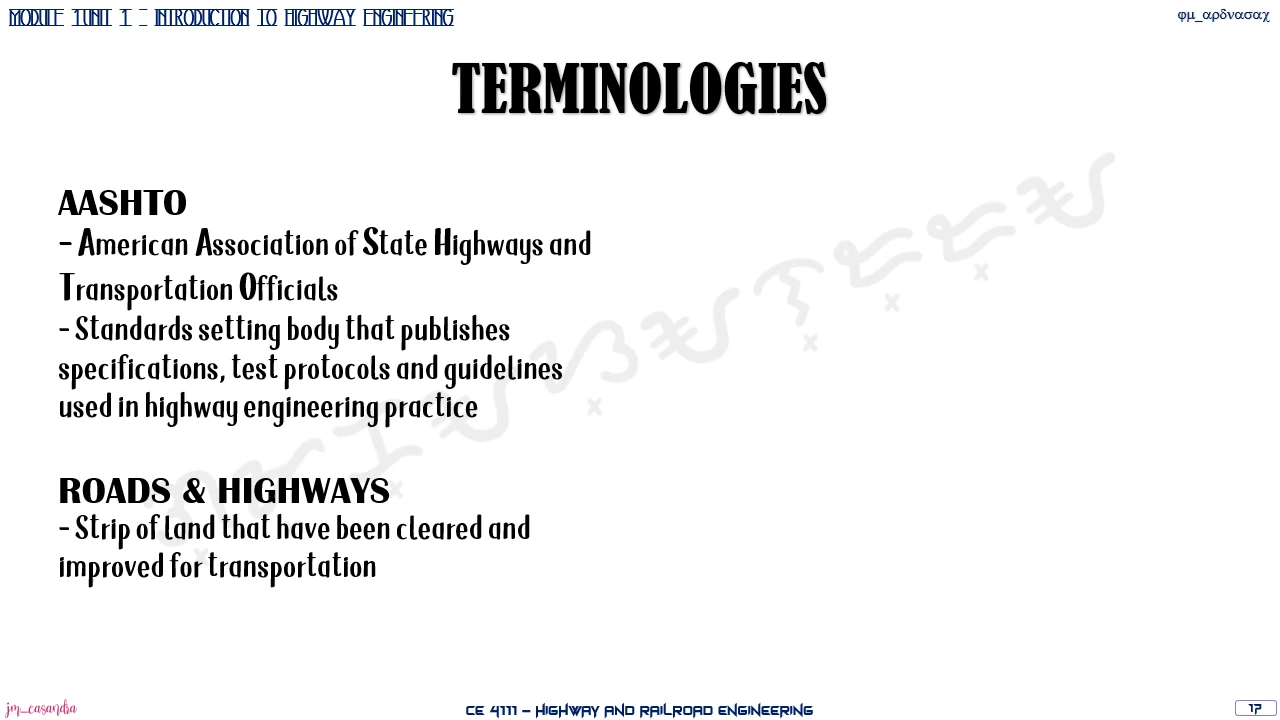 MODULE 1UNIT 1 - INTRODUCTION TO HIGHWAY ENGINEERING
φμ_αρδνασαχ
TERMINOLOGIES
AASHTO
- American Association of State Highways and
Transportation Officials
- Standards setting body that publishes
specifications, test protocols and guidelines
used in highway engineering practice
ROADS & HIGHWAYS
- Strip of land that have been cleared and
improved for transportation
jm_casandra
CE 4111 – HIGHWAY AND RAILROAD ENGINEERING
17